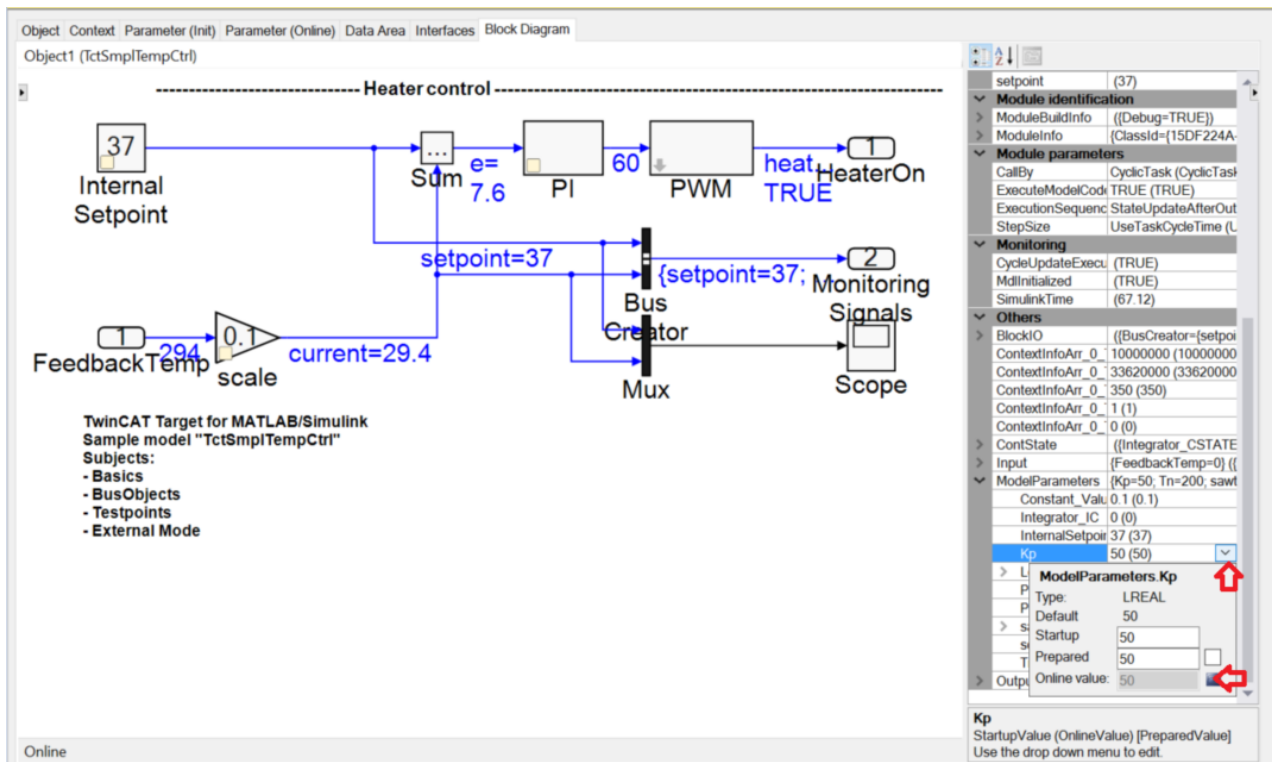 Object Context Parameter (Init) Parameter (Online) Data Area Interfaces Block Diagram
Object1 (TctSmplTempCtrl)
Heater control
37
Internal
Setpoint
...
Sum
e=
7.6
PI
60
PWM
heat...
TRUE
1
HeaterOn
setpoint=37
{setpoint=37; ...
Bus
Creator
2
Monitoring
Signals
1
FeedbackTemp
294
0.1
scale
current=29.4
Mux
Scope
TwinCAT Target for MATLAB/Simulink
Sample model "TctSmplTempCtrl"
Subjects:
- Basics
- BusObjects
- Testpoints
- External Mode
Online
setpoint (37)
Module identification
ModuleBuildInfo ({Debug=TRUE})
ModuleInfo {ClassId={15DF224A-
Module parameters
CallBy CyclicTask (CyclicTask
ExecuteModelCode TRUE (TRUE)
ExecutionSequenc StateUpdateAfterOut
StepSize UseTaskCycleTime (U
Monitoring
CycleUpdateExecu (TRUE)
MdlInitialized (TRUE)
SimulinkTime (67.12)
Others
BlockIO ({BusCreator={setpoi
ContextInfoArr_0_ 10000000 (10000000
ContextInfoArr_0_ 33620000 (33620000
ContextInfoArr_0_ 350 (350)
ContextInfoArr_0_ 1 (1)
ContextInfoArr_0_ 0 (0)
ContState ({Integrator_CSTATE
Input {FeedbackTemp=0} ({
ModelParameters {Kp=50; Tn=200; sawt
Constant_Valu 0.1 (0.1)
Integrator_IC 0 (0)
InternalSetpoir 37 (37)
Kp 50 (50)
L
P
P
s
s
T
Outpu
ModelParameters.Kp
Type: LREAL
Default 50
Startup 50
Prepared 50
Online value: 50
Kp
StartupValue (OnlineValue) [PreparedValue]
Use the drop down menu to edit.